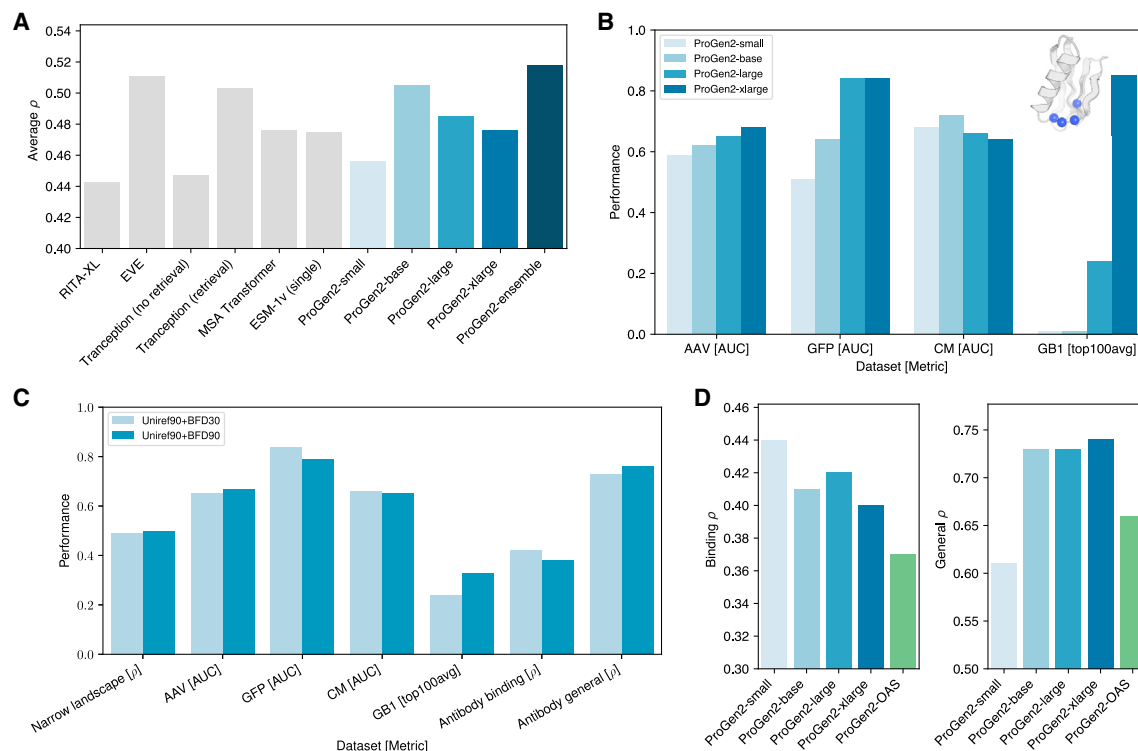 A
0.54
0.52
0.50
0.48
0.46
0.44
0.42
0.40
Average ρ
RITA-XL
EVE
Tranception (no retrieval)
Tranception (retrieval)
MSA Transformer
ESM-1v (single)
ProGen2-small
ProGen2-base
ProGen2-large
ProGen2-xlarge
ProGen2-ensemble
B
ProGen2-small
ProGen2-base
ProGen2-large
ProGen2-xlarge
1.0
0.8
0.6
0.4
0.2
0.0
Performance
AAV [AUC]
GFP [AUC]
CM [AUC]
GB1 [top100avg]
Dataset [Metric]
C
Uniref90+BFD30
Uniref90+BFD90
1.0
0.8
0.6
0.4
0.2
0.0
Performance
Narrow landscape [ρ]
AAV [AUC]
GFP [AUC]
CM [AUC]
GB1 [top100avg]
Antibody binding [ρ]
Antibody general [ρ]
Dataset [Metric]
D
0.46
0.44
0.42
0.40
0.38
0.36
0.34
0.32
0.30
Binding ρ
ProGen2-small
ProGen2-base
ProGen2-large
ProGen2-xlarge
ProGen2-OAS
0.75
0.70
0.65
0.60
0.55
0.50
General ρ
ProGen2-small
ProGen2-base
ProGen2-large
ProGen2-xlarge
ProGen2-OAS